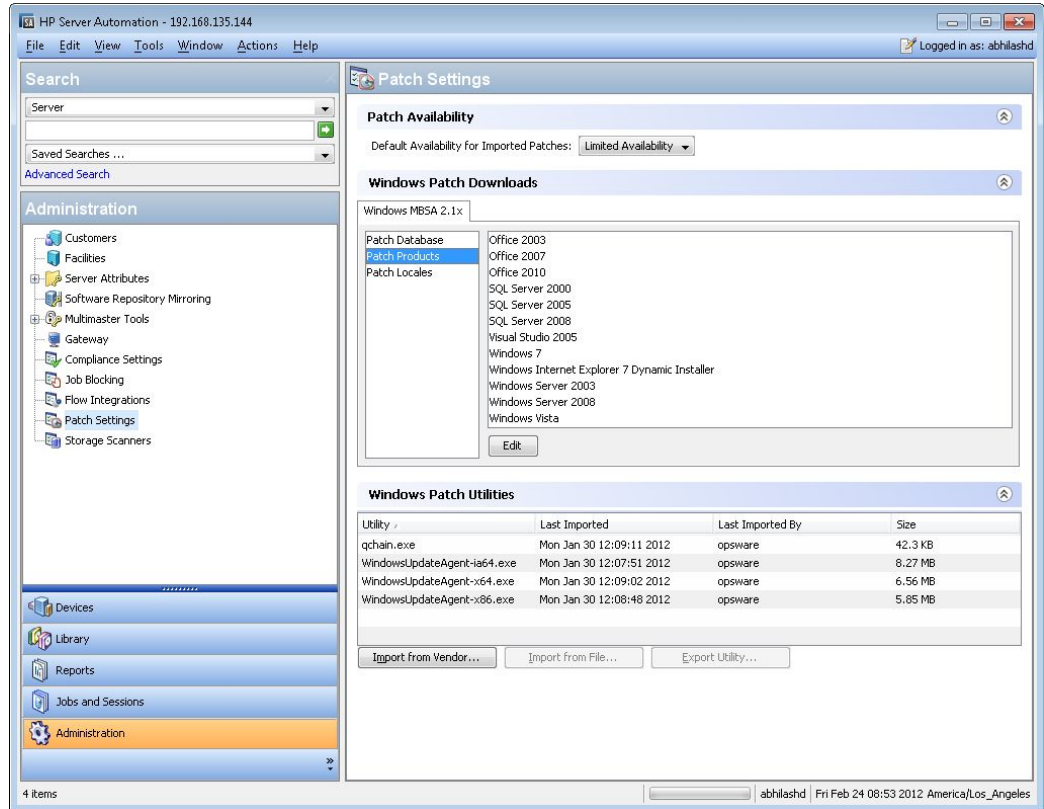 HP Server Automation - 192.168.135.144
File Edit View Tools Window Actions Help
Logged in as: abhilashd
Search
Server
Saved Searches ...
Advanced Search
Administration
Customers
Facilities
Server Attributes
Software Repository Mirroring
Multimaster Tools
Gateway
Compliance Settings
Job Blocking
Flow Integrations
Patch Settings
Storage Scanners
Devices
Library
Reports
Jobs and Sessions
Administration
Patch Settings
Patch Availability
Default Availability for Imported Patches: Limited Availability
Windows Patch Downloads
Windows MBSA 2.1x
Patch Database
Patch Products
Patch Locales
Office 2003
Office 2007
Office 2010
SQL Server 2000
SQL Server 2005
SQL Server 2008
Visual Studio 2005
Windows 7
Windows Internet Explorer 7 Dynamic Installer
Windows Server 2003
Windows Server 2008
Windows Vista
Edit
Windows Patch Utilities
Utility Last Imported Last Imported By Size
qchain.exe Mon Jan 30 12:09:11 2012 opsware 42.3 KB
WindowsUpdateAgent-ia64.exe Mon Jan 30 12:07:51 2012 opsware 8.27 MB
WindowsUpdateAgent-x64.exe Mon Jan 30 12:09:02 2012 opsware 6.56 MB
WindowsUpdateAgent-x86.exe Mon Jan 30 12:08:48 2012 opsware 5.85 MB
Import from Vendor... Import from File... Export Utility...
4 items abhilashd Fri Feb 24 08:53 2012 America/Los_Angeles